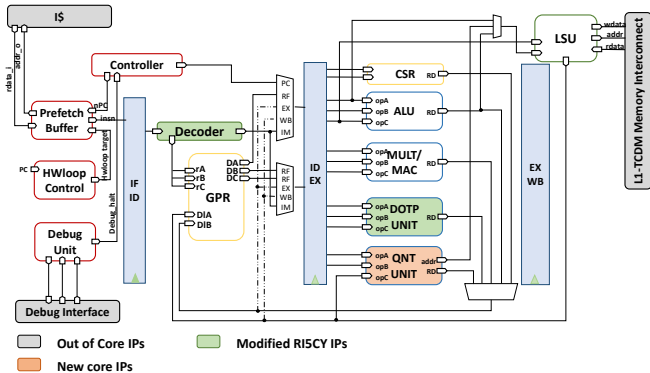 I$
rdata_i
addr_o
Controller
nPC
Prefetch
Buffer
insn
HWloop target
PC
HWloop
Control
Debug_halt
Debug
Unit
Debug Interface
IF
ID
Decoder
rA
rB
rC
DA
DB
DC
GPR
DIA
DIB
PC
RF
EX
WB
IM
RF
RF
EX
WB
IM
ID
EX
CSR
RD
opA
opB
opC
ALU
RD
opA
opB
opC
MULT/
MAC
opA
opB
opC
DOTP
UNIT
RD
opA
opB
opC
QNT
UNIT
addr
RD
EX
WB
LSU
wdata
addr
rdata
L1-TCDM Memory Interconnect
Out of Core IPs
Modified RI5CY IPs
New core IPs